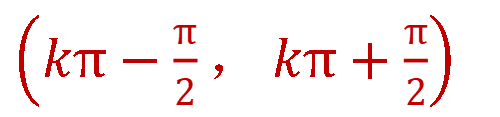 (kπ − π/2, kπ + π/2)